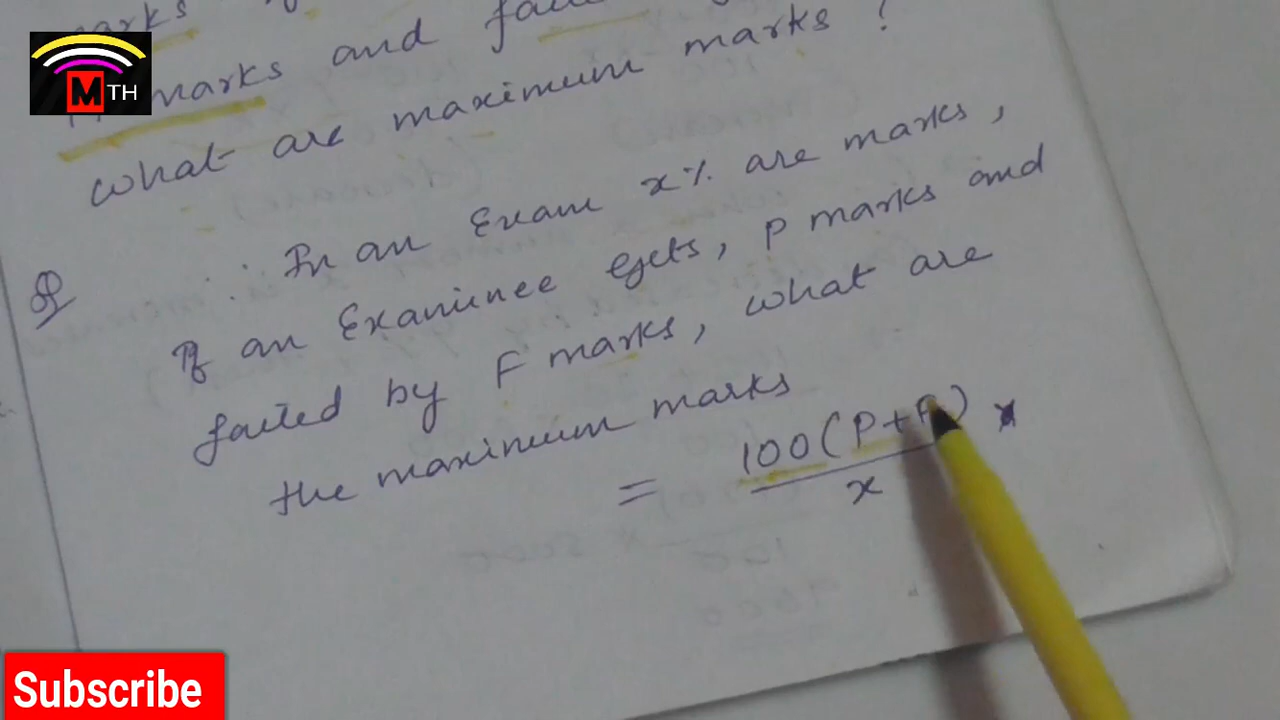 marks
marks and
what are maximum marks ?
In an Exam x% are marks,
If an Examinee gets, P marks and
failed by F marks, what are
the maximum marks
= 100(P+F)
x
MTH
Subscribe